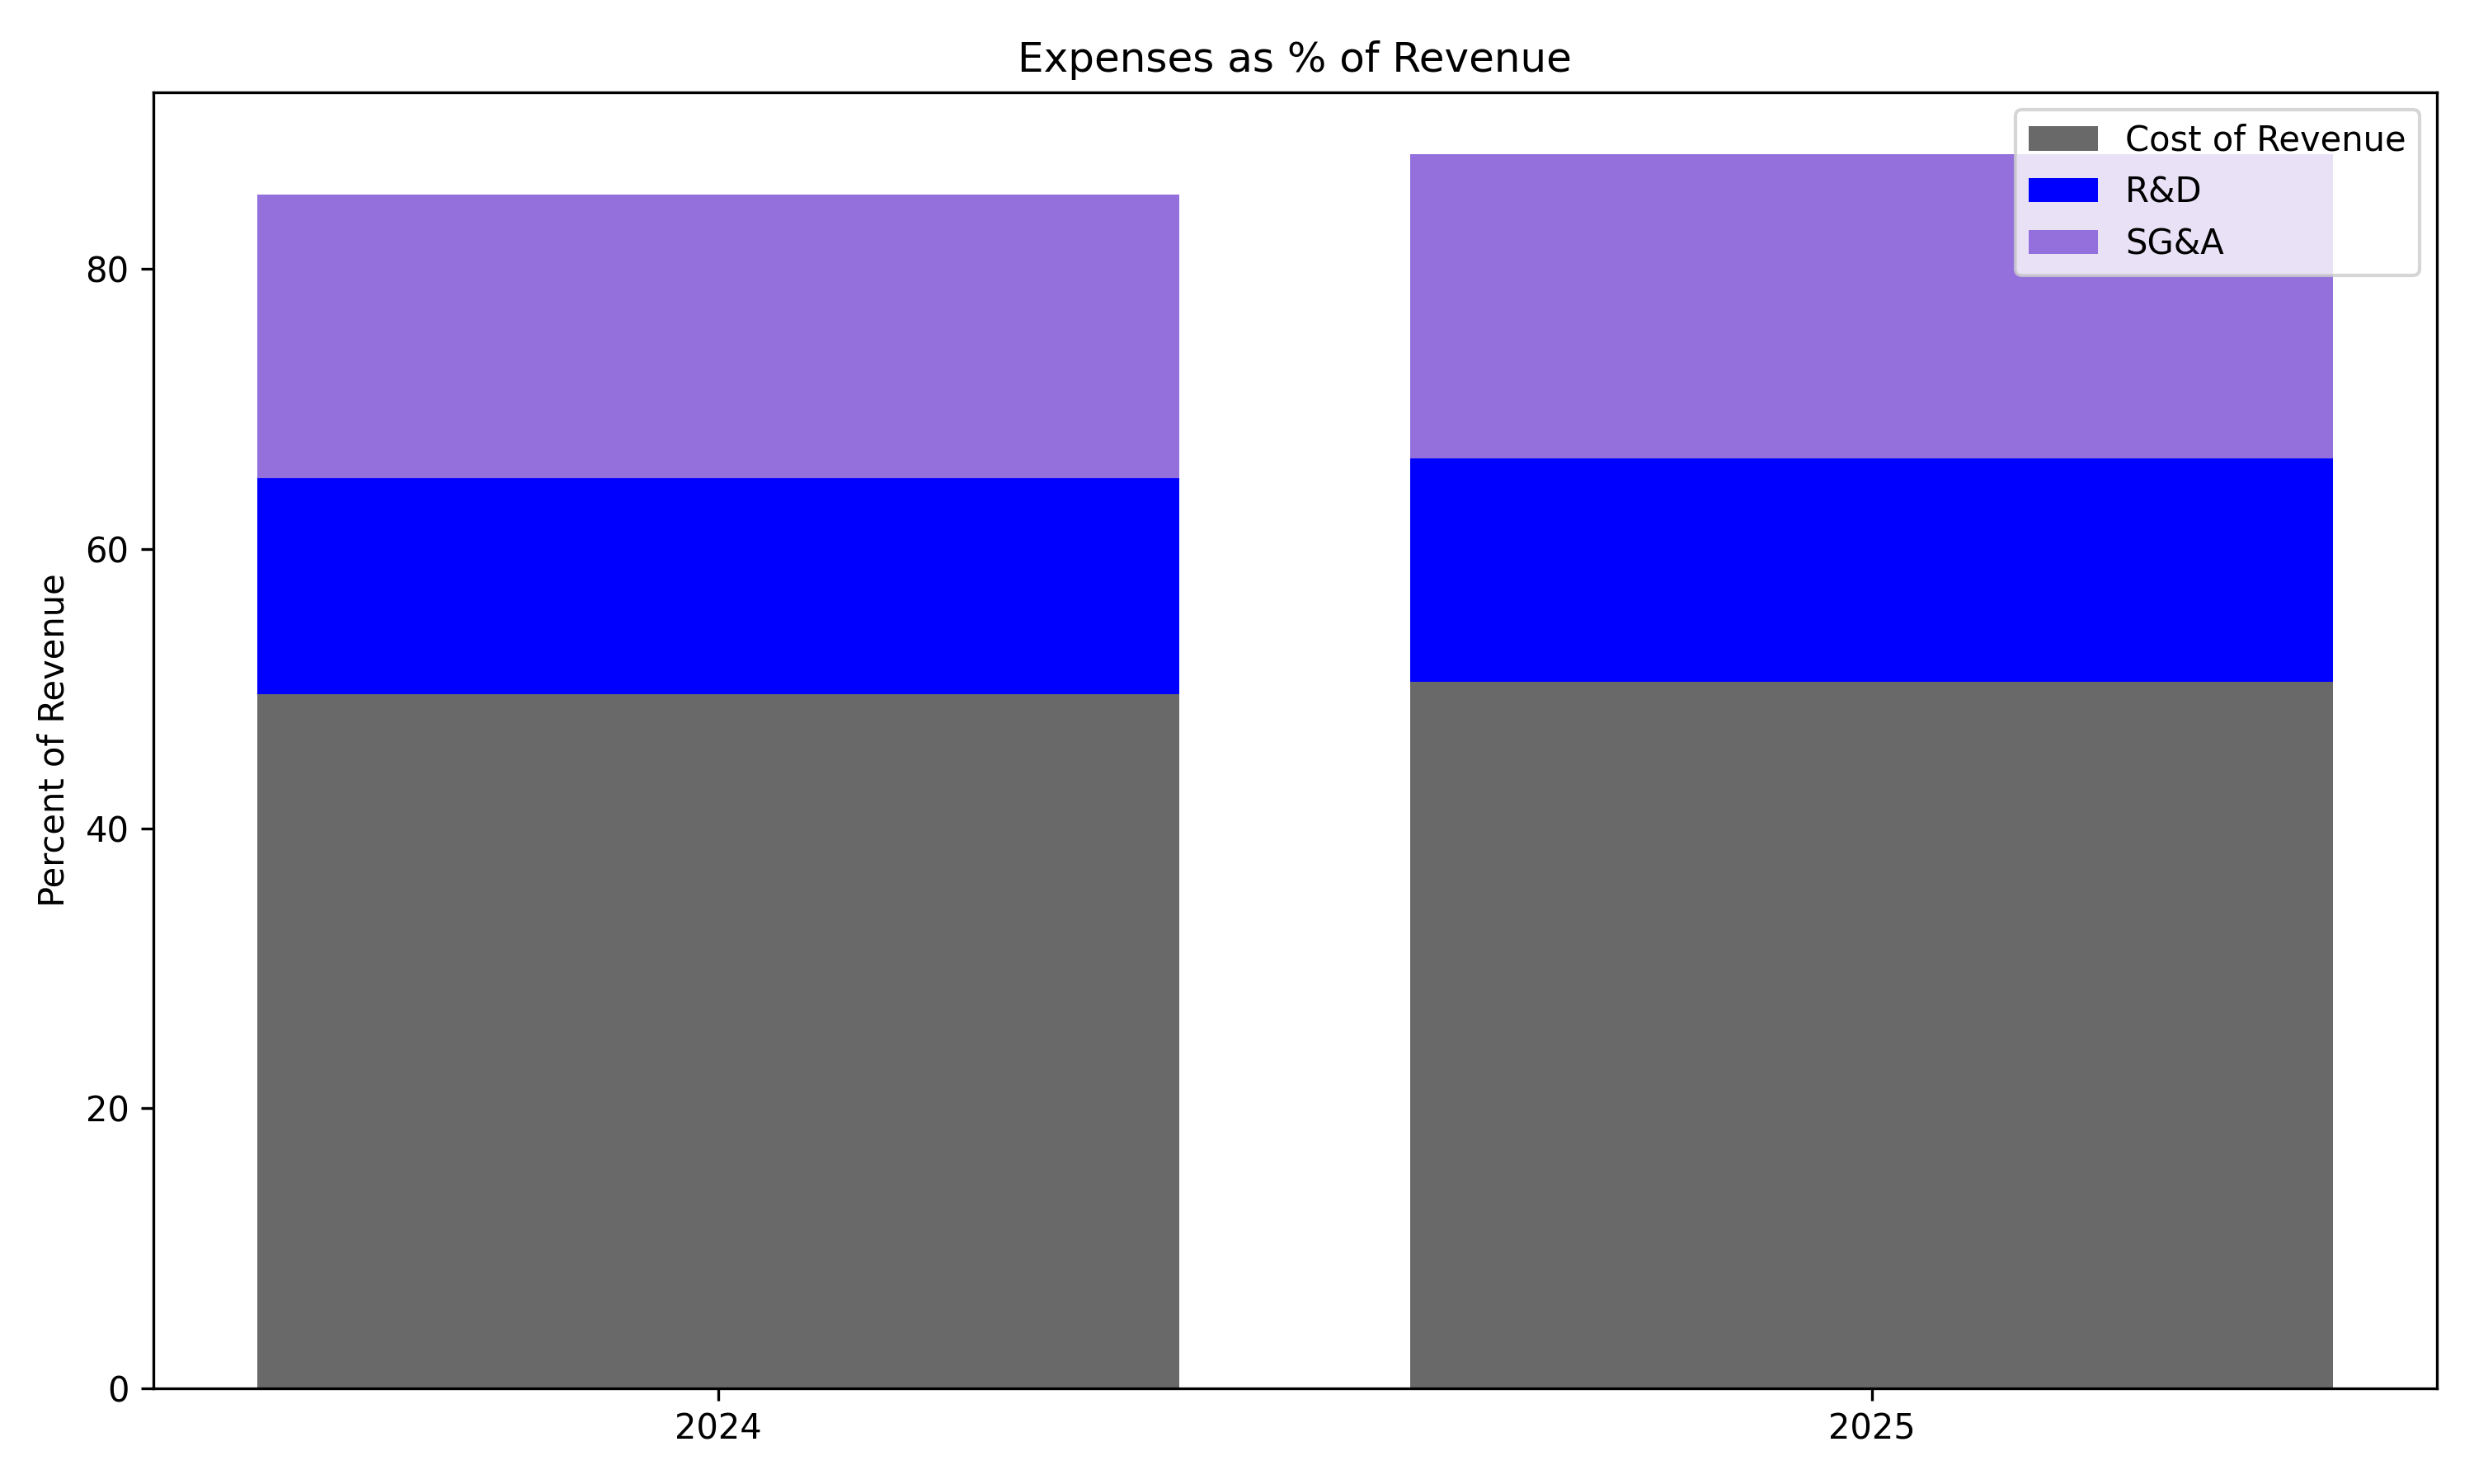 Expenses as % of Revenue
Cost of Revenue
R&D
SG&A
Percent of Revenue
80
60
40
20
0
2024
2025